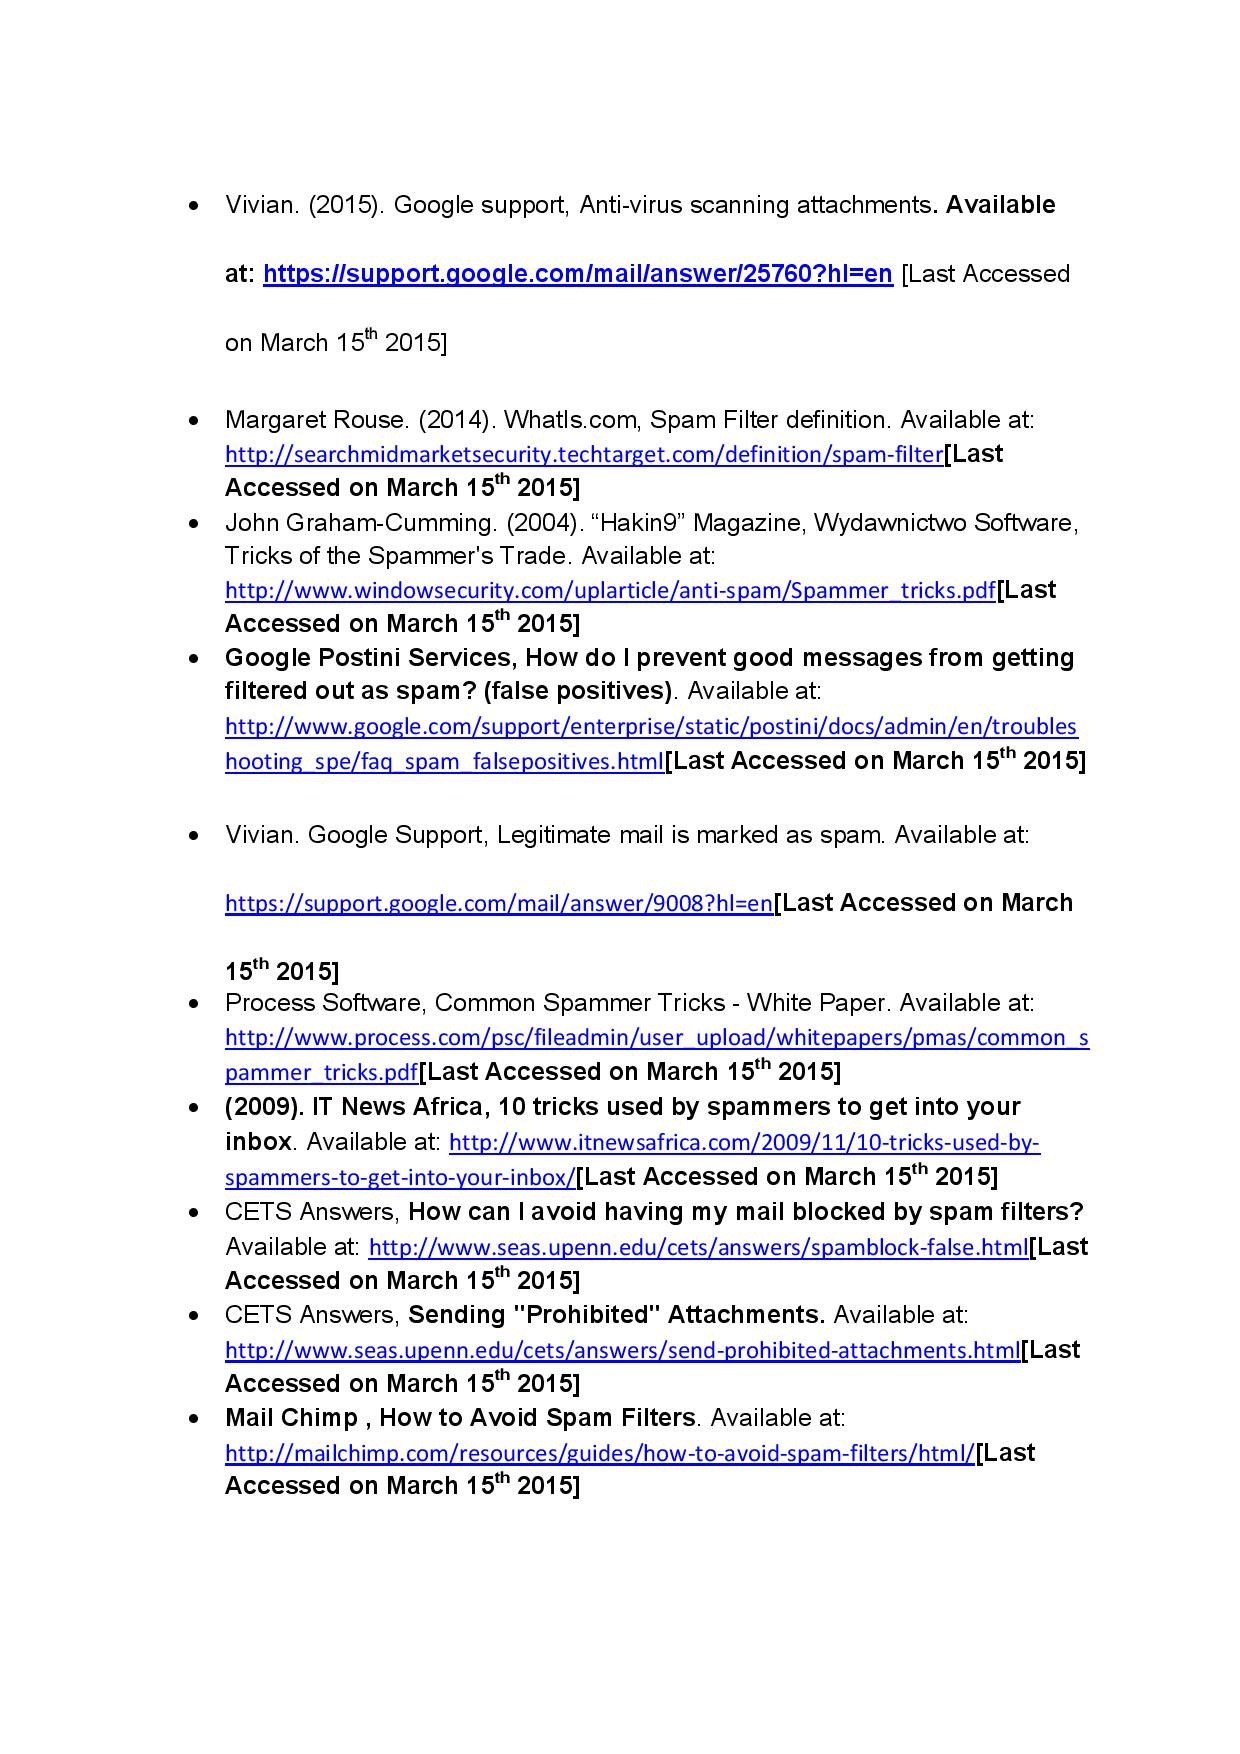 • Vivian. (2015). Google support, Anti-virus scanning attachments. Available
at: https://support.google.com/mail/answer/25760?hl=en [Last Accessed
on March 15th 2015]
• Margaret Rouse. (2014). WhatIs.com, Spam Filter definition. Available at:
http://searchmidmarketsecurity.techtarget.com/definition/spam-filter[Last
Accessed on March 15th 2015]
• John Graham-Cumming. (2004). “Hakin9” Magazine, Wydawnictwo Software,
Tricks of the Spammer's Trade. Available at:
http://www.windowsecurity.com/uplarticle/anti-spam/Spammer_tricks.pdf[Last
Accessed on March 15th 2015]
• Google Postini Services, How do I prevent good messages from getting
filtered out as spam? (false positives). Available at:
http://www.google.com/support/enterprise/static/postini/docs/admin/en/troubles
hooting_spe/faq_spam_falsepositives.html[Last Accessed on March 15th 2015]
• Vivian. Google Support, Legitimate mail is marked as spam. Available at:
https://support.google.com/mail/answer/9008?hl=en[Last Accessed on March
15th 2015]
• Process Software, Common Spammer Tricks - White Paper. Available at:
http://www.process.com/psc/fileadmin/user_upload/whitepapers/pmas/common_s
pammer_tricks.pdf[Last Accessed on March 15th 2015]
• (2009). IT News Africa, 10 tricks used by spammers to get into your
inbox. Available at: http://www.itnewsafrica.com/2009/11/10-tricks-used-by-
spammers-to-get-into-your-inbox/[Last Accessed on March 15th 2015]
• CETS Answers, How can I avoid having my mail blocked by spam filters?
Available at: http://www.seas.upenn.edu/cets/answers/spamblock-false.html[Last
Accessed on March 15th 2015]
• CETS Answers, Sending "Prohibited" Attachments. Available at:
http://www.seas.upenn.edu/cets/answers/send-prohibited-attachments.html[Last
Accessed on March 15th 2015]
• Mail Chimp , How to Avoid Spam Filters. Available at:
http://mailchimp.com/resources/guides/how-to-avoid-spam-filters/html/[Last
Accessed on March 15th 2015]